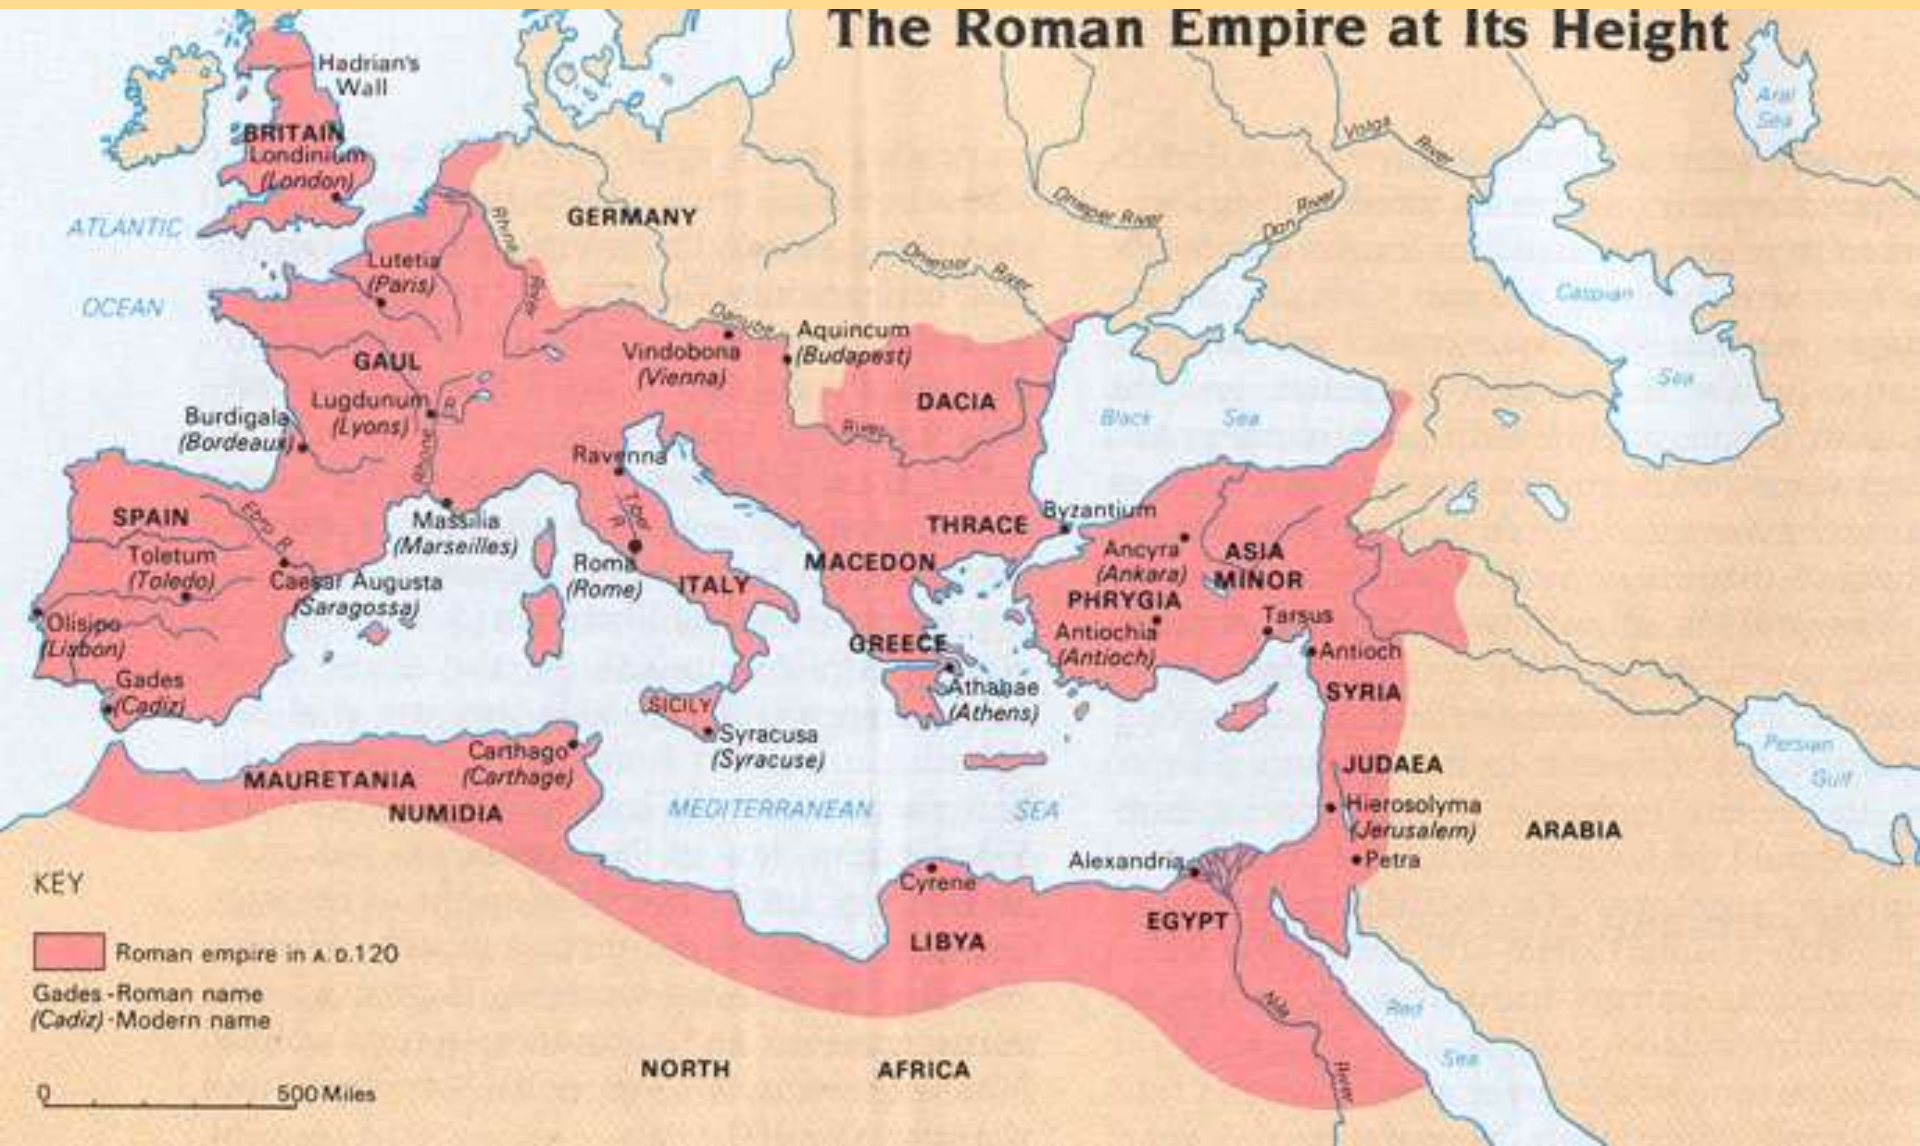 The Roman Empire at Its Height
Hadrian's
Wall
BRITAIN
Londinium
(London)
ATLANTIC
OCEAN
GERMANY
Rhine
River
Lutetia
(Paris)
GAUL
Lugdunum
(Lyons)
Rhone
R.
Burdigala
(Bordeaux)
Danube
River
Vindobona
(Vienna)
Aquincum
(Budapest)
DACIA
Dnieper River
Don River
Volga River
Aral
Sea
Caspian
Sea
Black Sea
SPAIN
Ebro R.
Toletum
(Toledo)
Caesar Augusta
(Saragossa)
Olisipo
(Lisbon)
Gades
(Cadiz)
Massilia
(Marseilles)
Ravenna
Tiber
R.
Roma
(Rome)
ITALY
SICILY
Syracusa
(Syracuse)
THRACE
Byzantium
MACEDON
GREECE
Athanae
(Athens)
Ancyra
(Ankara)
ASIA
MINOR
PHRYGIA
Antiochia
(Antioch)
Tarsus
Antioch
SYRIA
JUDAEA
Hierosolyma
(Jerusalem)
Petra
ARABIA
Persian
Gulf
MAURETANIA
NUMIDIA
Carthago
(Carthage)
MEDITERRANEAN SEA
Cyrene
LIBYA
Alexandria
EGYPT
Nile
River
Red
Sea
NORTH AFRICA
KEY
Roman empire in A.D.120
Gades -Roman name
(Cadiz) -Modern name
0 500 Miles